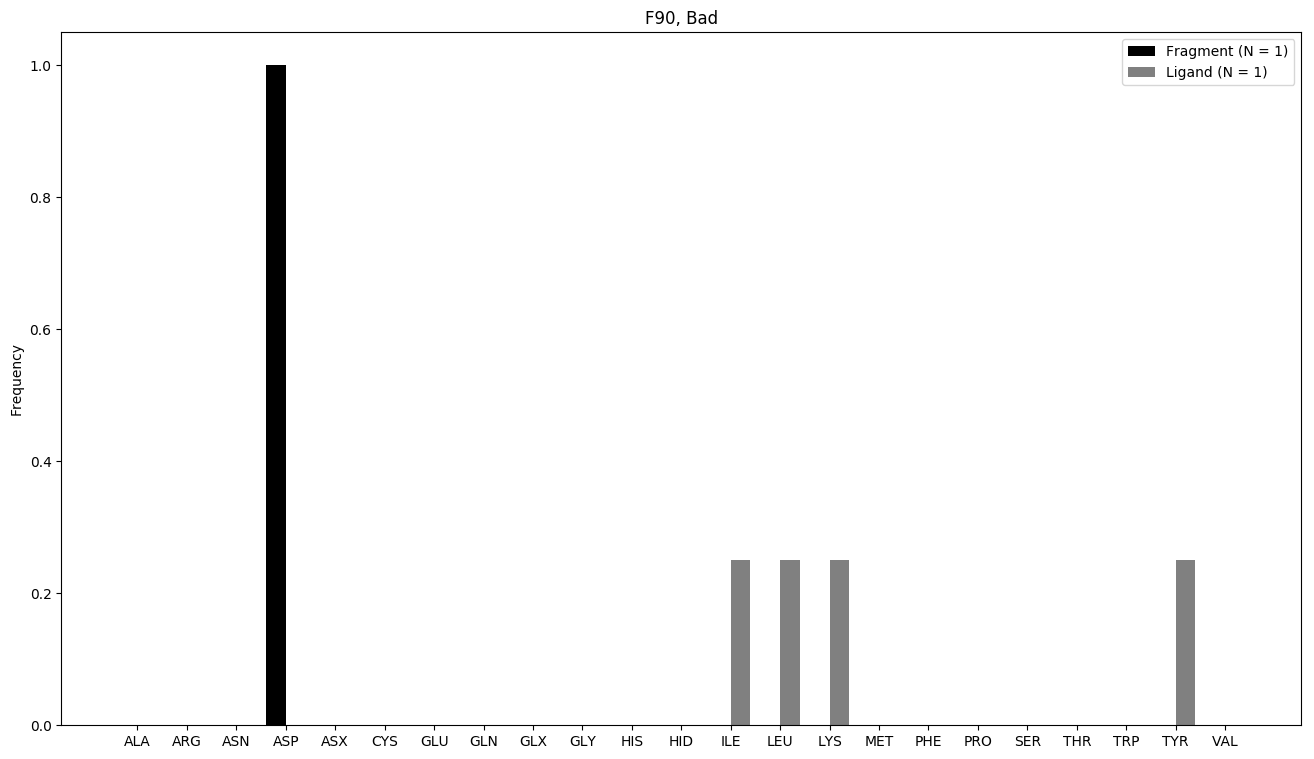 F90, Bad
Fragment (N = 1)
Ligand (N = 1)
Frequency
1.0
0.8
0.6
0.4
0.2
0.0
ALA ARG ASN ASP ASX CYS GLU GLN GLX GLY HIS HID ILE LEU LYS MET PHE PRO SER THR TRP TYR VAL